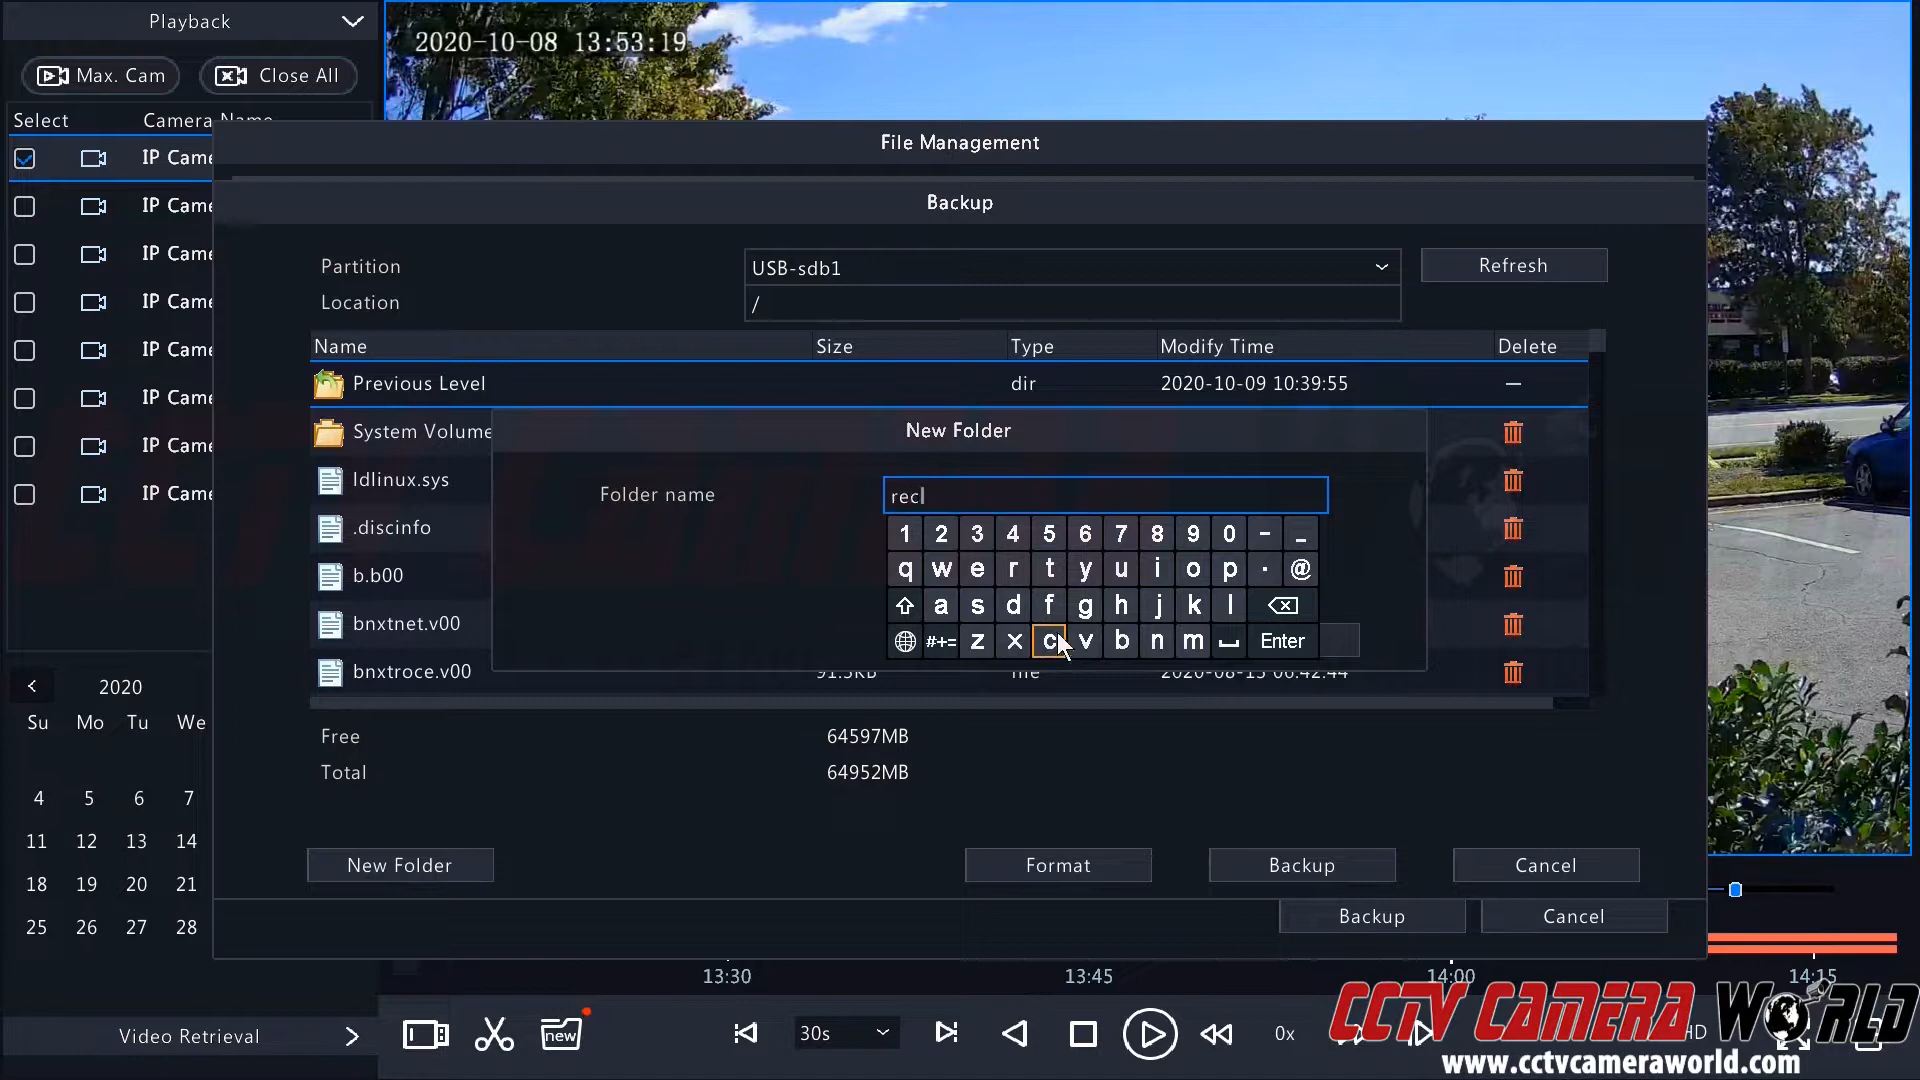 Playback
2020-10-08 13:53:19
Max. Cam
Close All
Select
Camera Name
IP Came
IP Came
IP Came
IP Came
IP Came
IP Came
IP Came
IP Came
File Management
Backup
Partition
USB-sdb1
Refresh
Location
/
Name Size Type Modify Time Delete
Previous Level dir 2020-10-09 10:39:55 —
System Volume
ldlinux.sys
.discinfo
b.b00
bnxtnet.v00
bnxtroce.v00
New Folder
Folder name
rec
1 2 3 4 5 6 7 8 9 0 - _
q w e r t y u i o p . @
a s d f g h j k l
#+= z x c v b n m Enter
2020
Su Mo Tu We
4 5 6 7
11 12 13 14
18 19 20 21
25 26 27 28
Free 64597MB
Total 64952MB
New Folder
Format
Backup
Cancel
Backup
Cancel
13:30 13:45 14:00 14:15
Video Retrieval
new
30s
0x
HD
CCTV CAMERA WORLD
www.cctvcameraworld.com